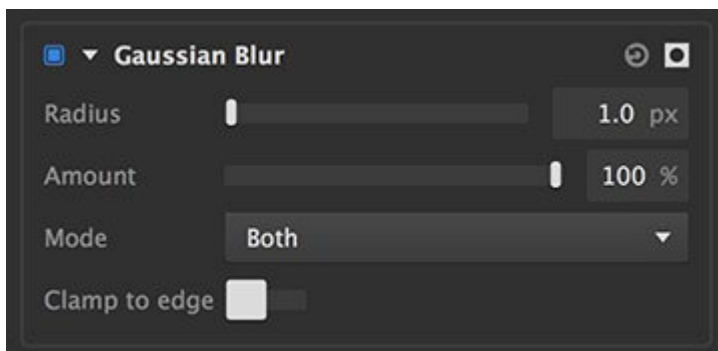 Gaussian Blur
Radius 1.0 px
Amount 100 %
Mode Both
Clamp to edge